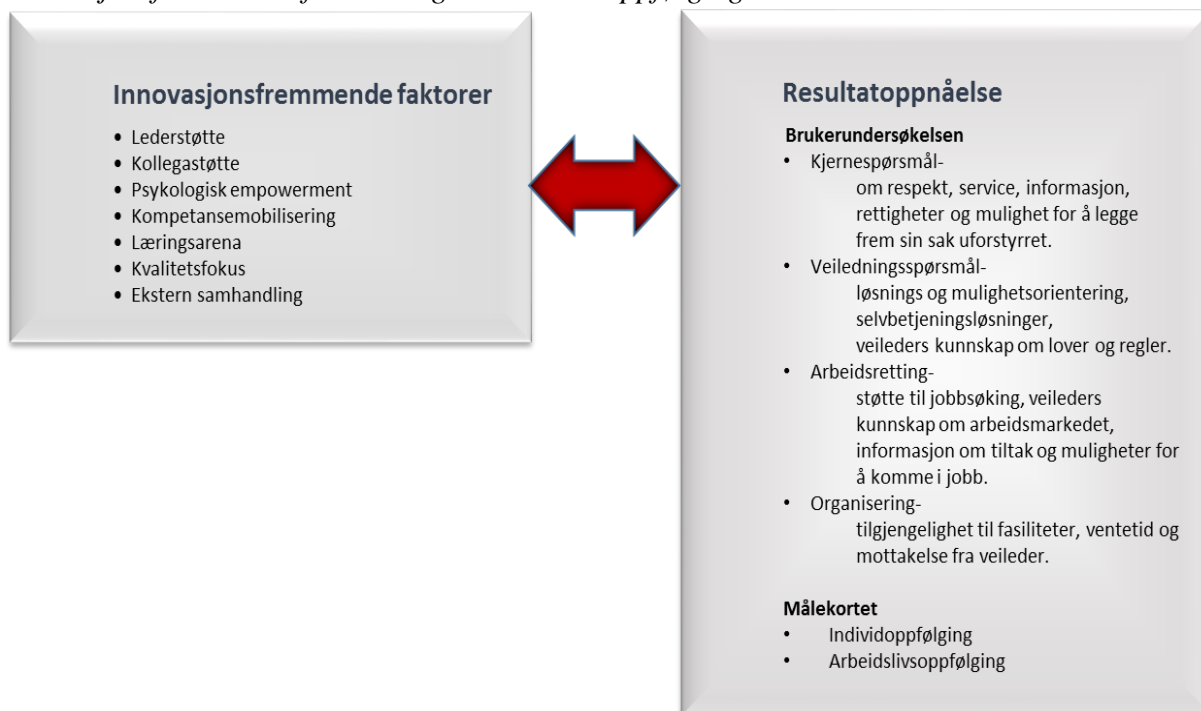 Innovasjonsfremmende faktorer
• Lederstøtte
• Kollegastøtte
• Psykologisk empowerment
• Kompetansemobilisering
• Læringsarena
• Kvalitetsfokus
• Ekstern samhandling
Resultatoppnåelse
Brukerundersøkelsen
• Kjernespørsmål-
om respekt, service, informasjon,
rettigheter og mulighet for å legge
frem sin sak uforstyrret.
• Veiledningsspørsmål-
løsnings og mulighetsorientering,
selvbetjeningsløsninger,
veileders kunnskap om lover og regler.
• Arbeidsretting-
støtte til jobbsøking, veileders
kunnskap om arbeidsmarkedet,
informasjon om tiltak og muligheter for
å komme i jobb.
• Organisering-
tilgjengelighet til fasiliteter, ventetid og
mottakelse fra veileder.
Målekortet
• Individoppfølging
• Arbeidslivsoppfølging